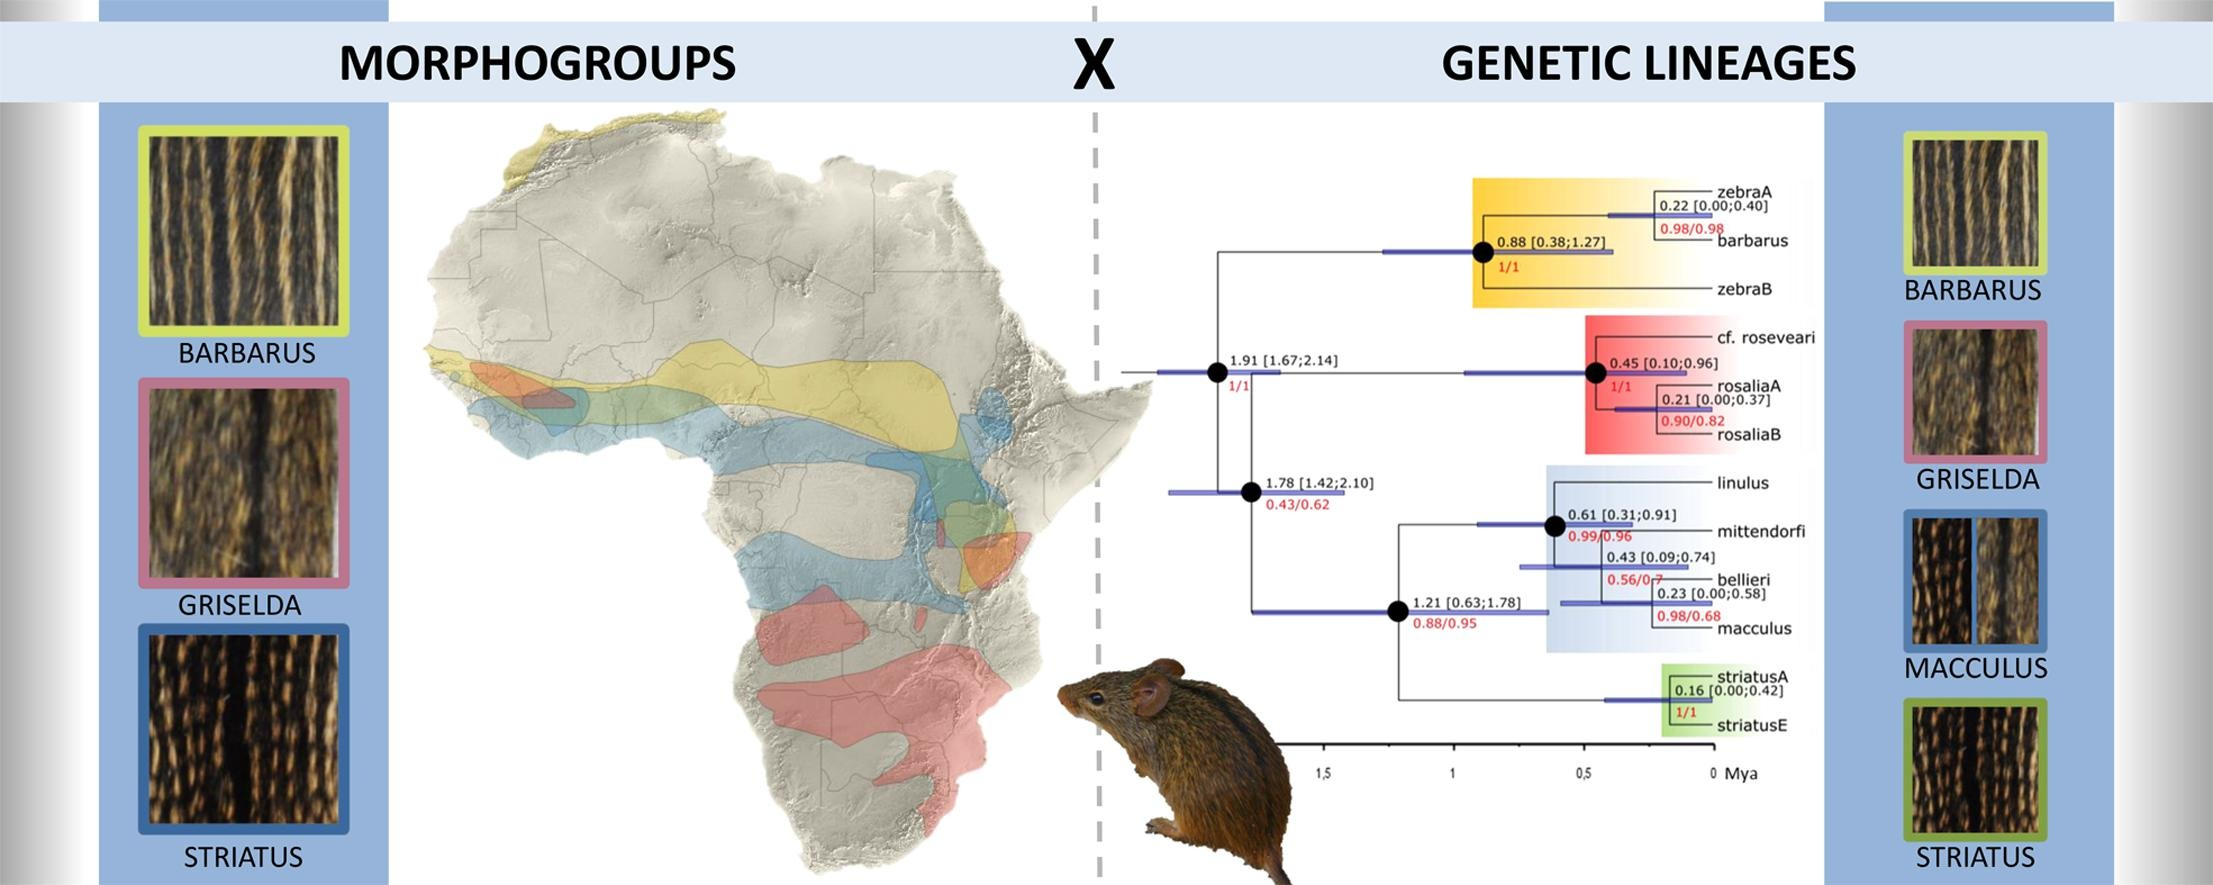 MORPHOGROUPS
X
GENETIC LINEAGES
BARBARUS
GRISELDA
STRIATUS
zebraA
0.22 [0.00;0.40]
0.98/0.98
barbarus
0.88 [0.38;1.27]
1/1
zebraB
cf. roseveari
0.45 [0.10;0.96]
1/1
rosaliaA
0.21 [0.00;0.37]
0.90/0.82
rosaliaB
1.91 [1.67;2.14]
1/1
1.78 [1.42;2.10]
0.43/0.62
linulus
0.61 [0.31;0.91]
0.99/0.96
mittendorfi
0.43 [0.09;0.74]
0.56/0.7
bellieri
0.23 [0.00;0.58]
0.98/0.68
macculus
1.21 [0.63;1.78]
0.88/0.95
striatusA
0.16 [0.00;0.42]
1/1
striatusE
1,5 1 0,5 0 Mya
BARBARUS
GRISELDA
MACCULUS
STRIATUS